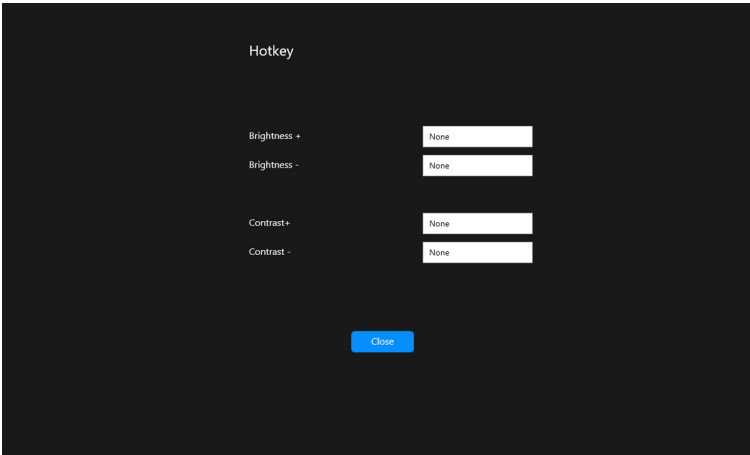 Hotkey
Brightness + None
Brightness - None
Contrast+ None
Contrast - None
Close